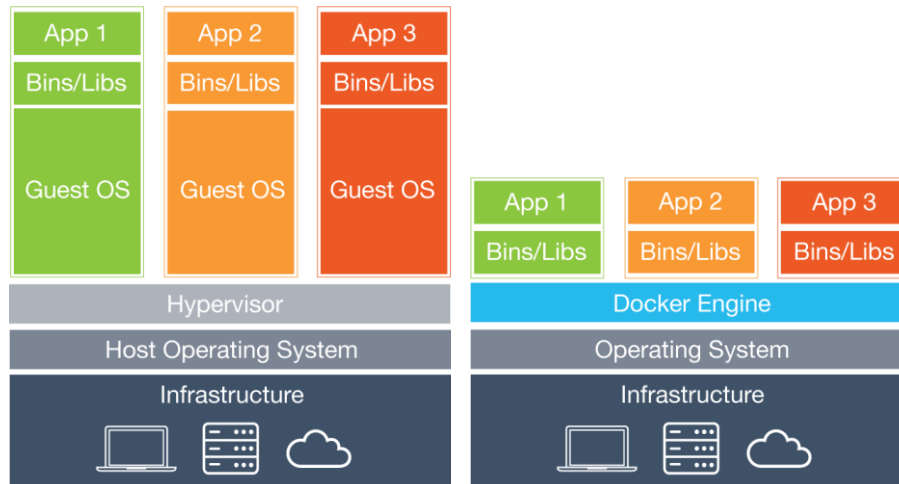 App 1
App 2
App 3
Bins/Libs
Bins/Libs
Bins/Libs
Guest OS
Guest OS
Guest OS
Hypervisor
Host Operating System
Infrastructure
App 1
App 2
App 3
Bins/Libs
Bins/Libs
Bins/Libs
Docker Engine
Operating System
Infrastructure